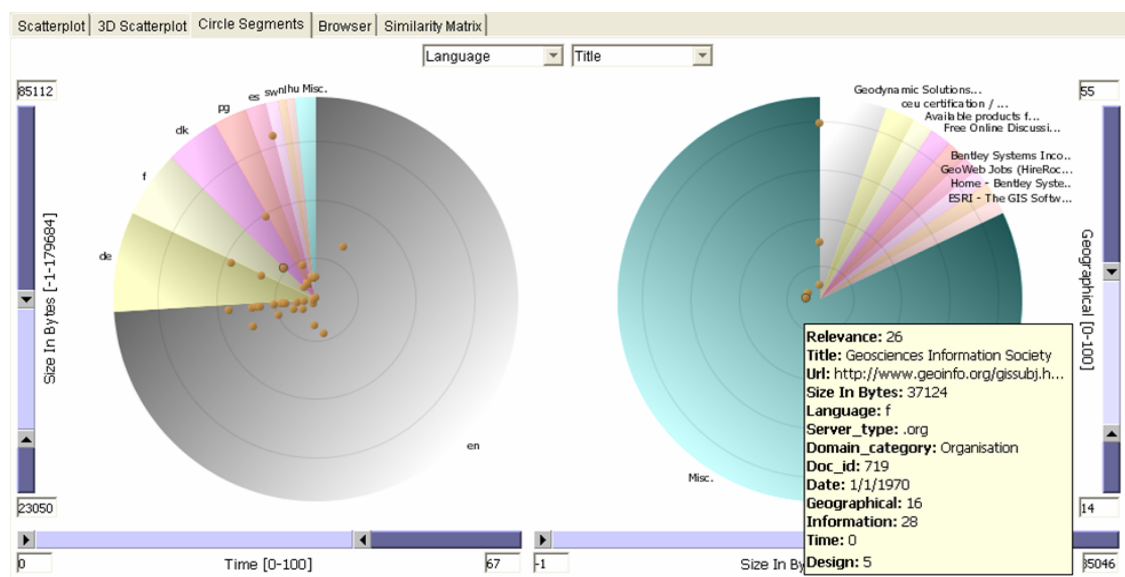 Scatterplot 3D Scatterplot Circle Segments Browser Similarity Matrix
Language Title
85112
55
de
f
dk
pg
es
sw
hu
Misc.
en
Size In Bytes [-1-179684]
23050
0
Time [0-100]
67
Geodynamic Solutions...
ceu certification / ...
Available products f...
Free Online Discussi...
Bentley Systems Inco...
GeoWeb Jobs (HireRoc...
Home - Bentley Syste...
ESRI - The GIS Softw...
Misc.
Geographical [0-100]
14
-1
Size In By
35046
Relevance: 26
Title: Geosciences Information Society
Url: http://www.geoinfo.org/gissubj.h...
Size In Bytes: 37124
Language: f
Server_type: .org
Domain_category: Organisation
Doc_id: 719
Date: 1/1/1970
Geographical: 16
Information: 28
Time: 0
Design: 5